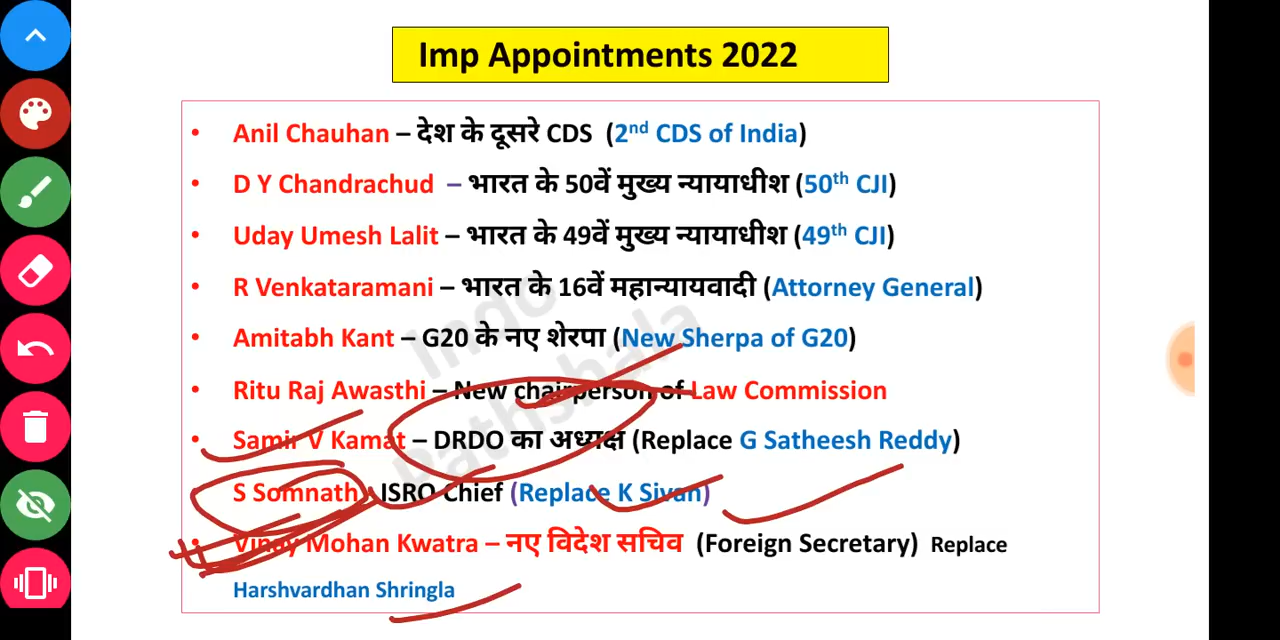 Imp Appointments 2022
• Anil Chauhan – देश के दूसरे CDS (2nd CDS of India)
• D Y Chandrachud – भारत के 50वें मुख्य न्यायाधीश (50th CJI)
• Uday Umesh Lalit – भारत के 49वें मुख्य न्यायाधीश (49th CJI)
• R Venkataramani – भारत के 16वें महान्यायवादी (Attorney General)
• Amitabh Kant – G20 के नए शेरपा (New Sherpa of G20)
• Ritu Raj Awasthi – New chairperson of Law Commission
• Samir V Kamat – DRDO का अध्यक्ष (Replace G Satheesh Reddy)
S Somnath ISRO Chief (Replace K Sivan)
• Vinay Mohan Kwatra – नए विदेश सचिव (Foreign Secretary) Replace
Harshvardhan Shringla
Indo
Pathshala